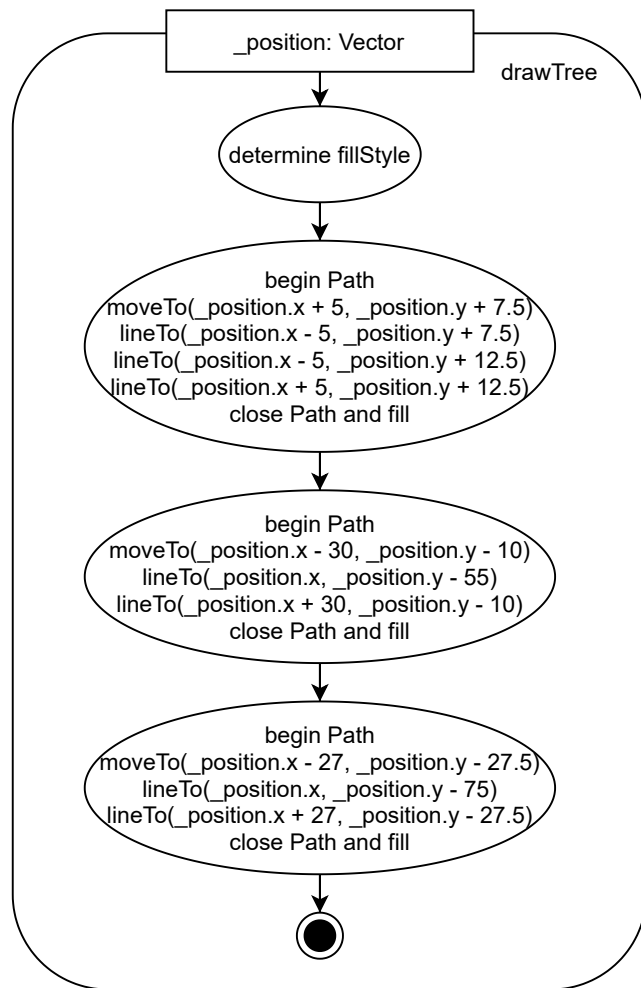 _position: Vector
drawTree
determine fillStyle
begin Path
moveTo(_position.x + 5, _position.y + 7.5)
lineTo(_position.x - 5, _position.y + 7.5)
lineTo(_position.x - 5, _position.y + 12.5)
lineTo(_position.x + 5, _position.y + 12.5)
close Path and fill
begin Path
moveTo(_position.x - 30, _position.y - 10)
lineTo(_position.x, _position.y - 55)
lineTo(_position.x + 30, _position.y - 10)
close Path and fill
begin Path
moveTo(_position.x - 27, _position.y - 27.5)
lineTo(_position.x, _position.y - 75)
lineTo(_position.x + 27, _position.y - 27.5)
close Path and fill